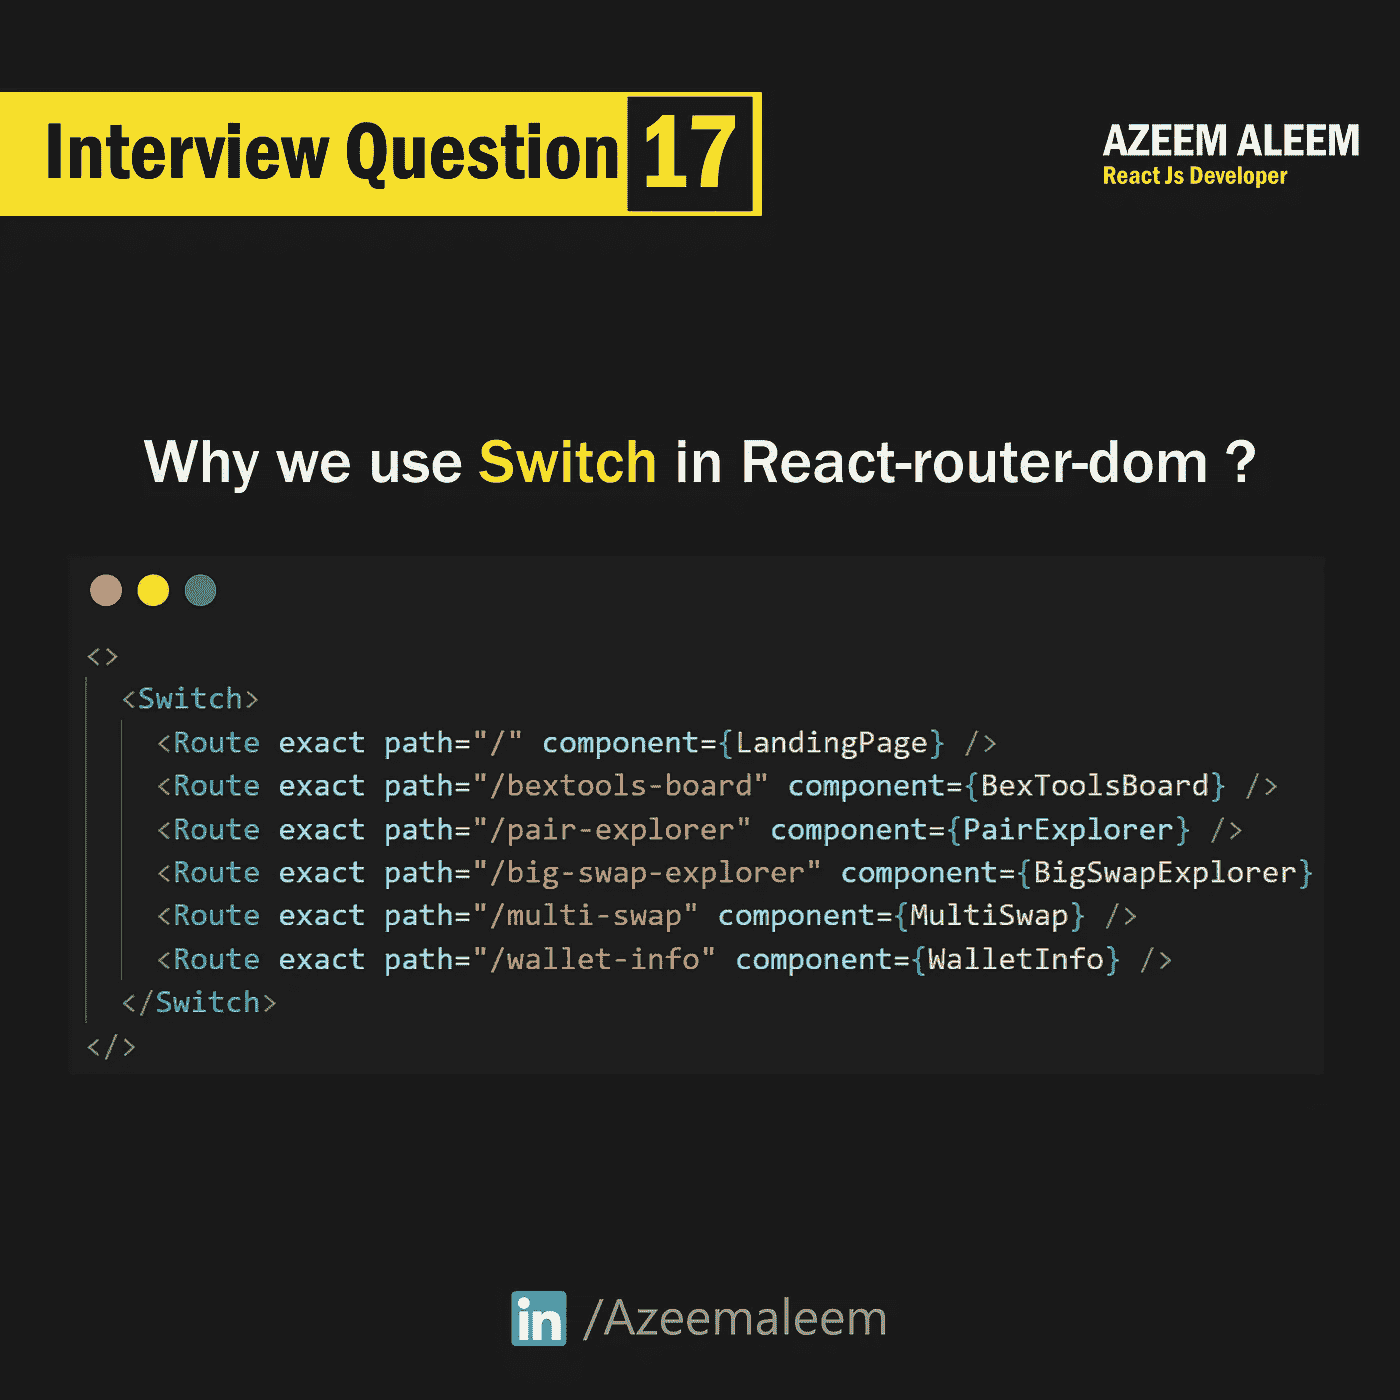 Interview Question 17
AZEEM ALEEM
React Js Developer
Why we use Switch in React-router-dom ?
<>
<Switch>
<Route exact path="/" component={LandingPage} />
<Route exact path="/bextools-board" component={BexToolsBoard} />
<Route exact path="/pair-explorer" component={PairExplorer} />
<Route exact path="/big-swap-explorer" component={BigSwapExplorer}
<Route exact path="/multi-swap" component={MultiSwap} />
<Route exact path="/wallet-info" component={WalletInfo} />
</Switch>
</>
in /Azeemaleem